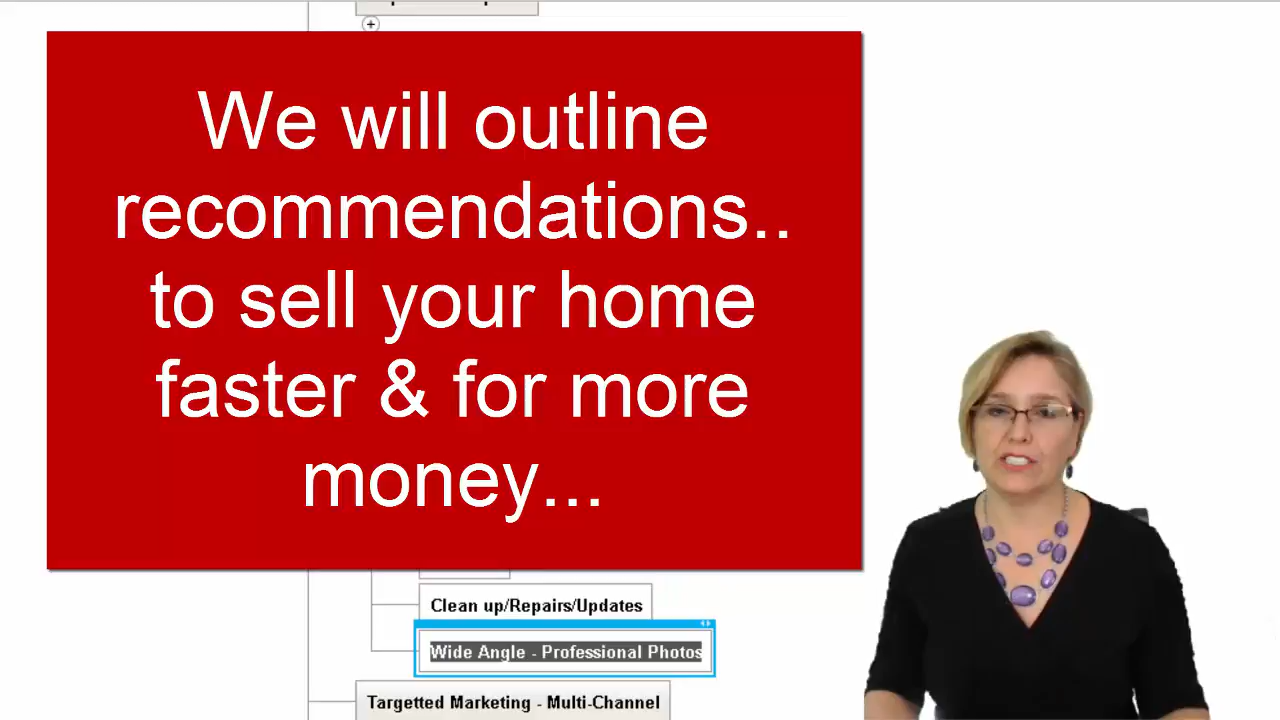 We will outline
recommendations..
to sell your home
faster & for more
money...
Clean up/Repairs/Updates
Wide Angle - Professional Photos
Targetted Marketing - Multi-Channel